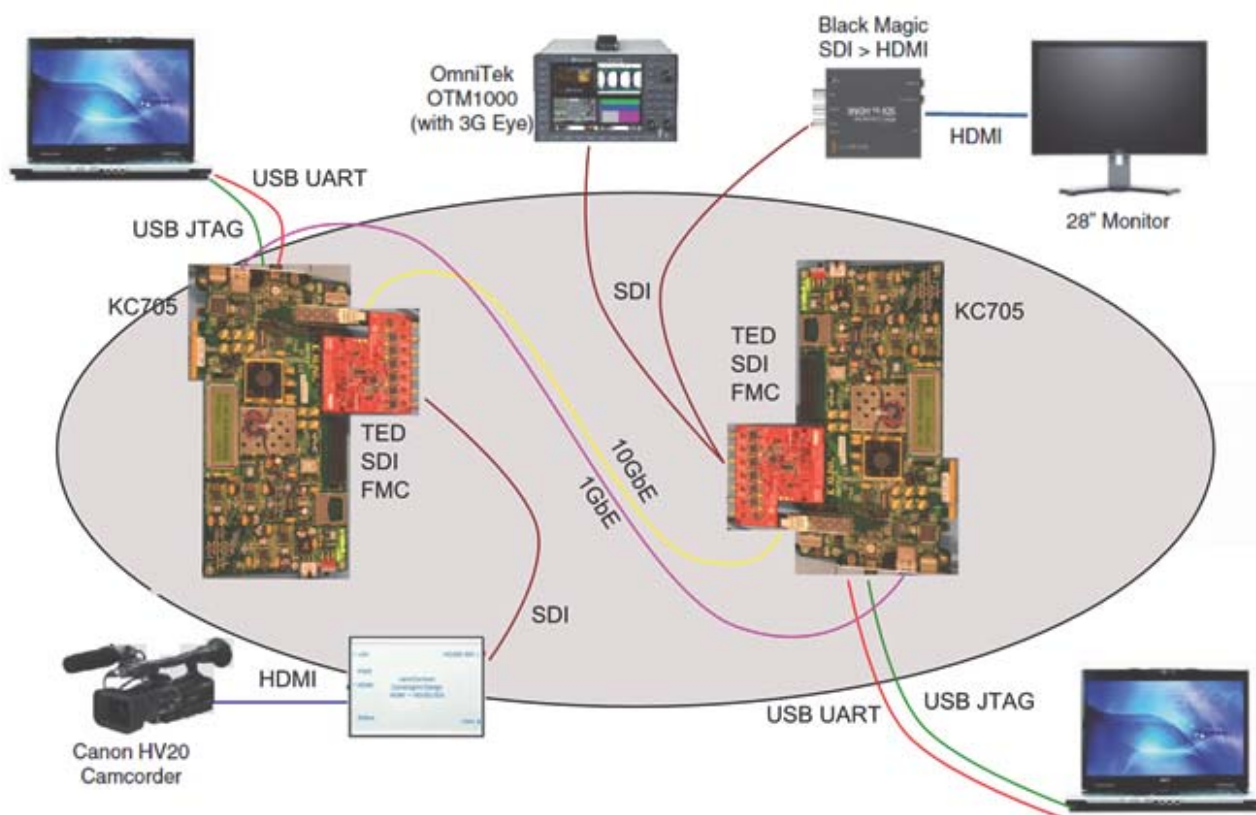 OmniTek
OTM1000
(with 3G Eye)
Black Magic
SDI > HDMI
HDMI
28" Monitor
USB UART
USB JTAG
KC705
TED
SDI
FMC
SDI
10GbE
1GbE
SDI
TED
SDI
FMC
KC705
HDMI
Canon HV20
Camcorder
USB UART
USB JTAG